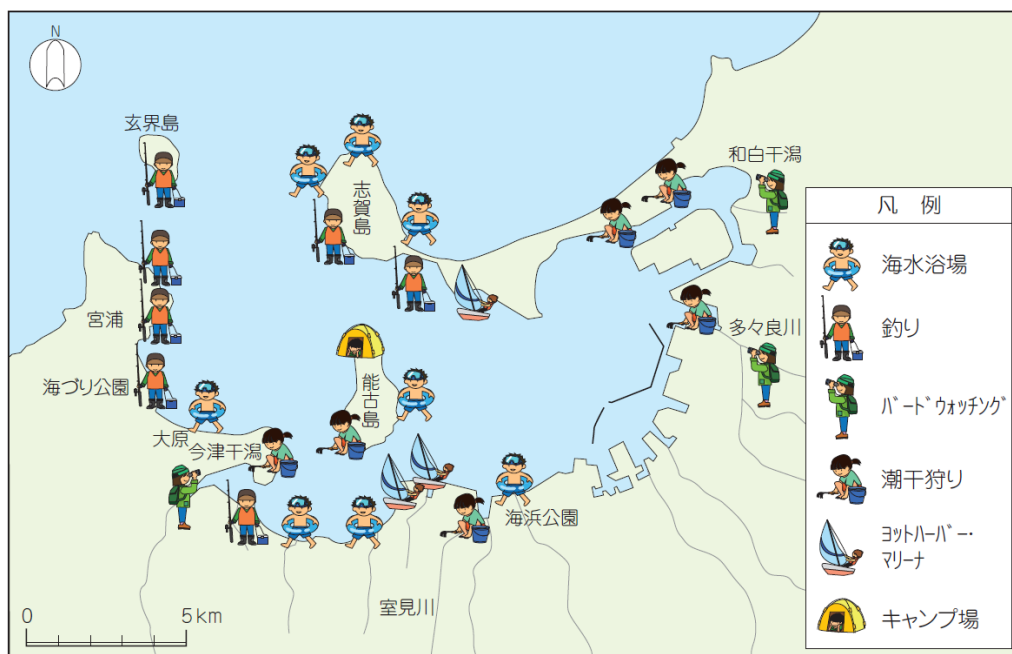 N
玄界島
志賀島
和白干潟
宮浦
海づり公園
大原
今津干潟
能古島
多々良川
海浜公園
室見川
0 5km
凡 例
海水浴場
釣り
バードウォッチング
潮干狩り
ヨットハーバー・
マリーナ
キャンプ場